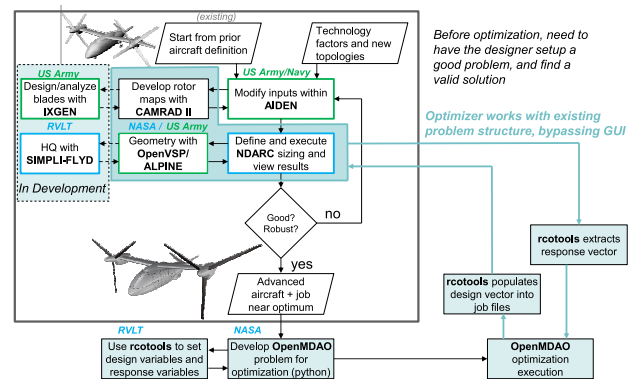 (existing)
Start from prior
aircraft definition
Technology
factors and new
topologies
Before optimization, need to
have the designer setup a
good problem, and find a
valid solution
US Army
Design/analyze
blades with
IXGEN
Develop rotor
maps with
CAMRAD II
US Army/Navy
Modify inputs within
AIDEN
Optimizer works with existing
problem structure, bypassing GUI
RVLT
HQ with
SIMPLI-FLYD
NASA / US Army
Geometry with
OpenVSP/
ALPINE
Define and execute
NDARC sizing and
view results
In Development
Good?
Robust?
no
yes
Advanced
aircraft + job
near optimum
rcotools extracts
response vector
rcotools populates
design vector into
job files
RVLT
Use rcotools to set
design variables and
response variables
NASA
Develop OpenMDAO
problem for
optimization (python)
OpenMDAO
optimization
execution